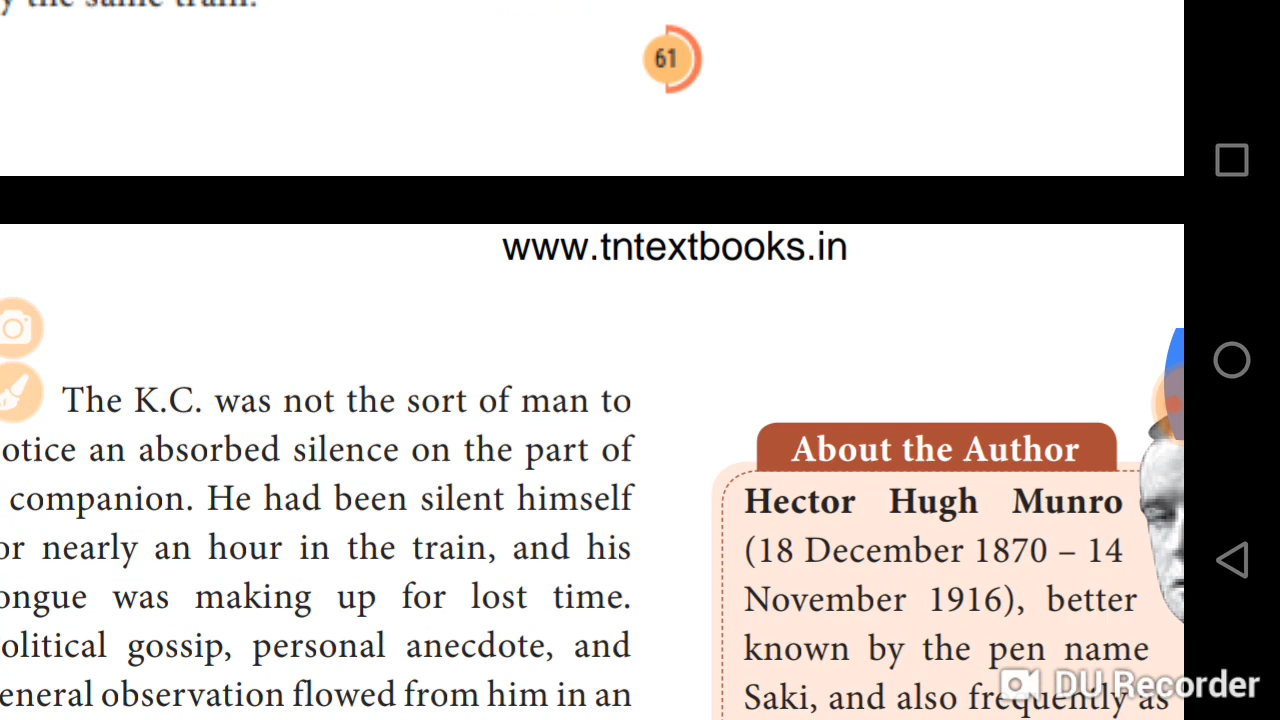 the same train.
61
www.tntextbooks.in
The K.C. was not the sort of man to
otice an absorbed silence on the part of
companion. He had been silent himself
or nearly an hour in the train, and his
ongue was making up for lost time.
olitical gossip, personal anecdote, and
eneral observation flowed from him in an
About the Author
Hector Hugh Munro
(18 December 1870 – 14
November 1916), better
known by the pen name
Saki, and also frequently as
DU Recorder